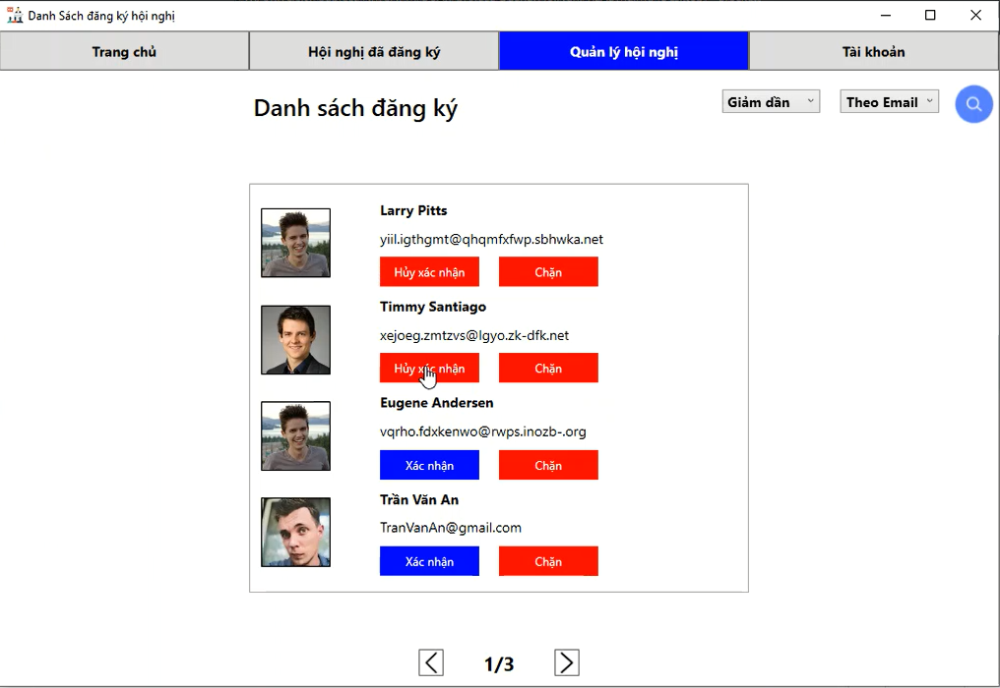 Danh Sách đăng ký hội nghị
Trang chủ
Hội nghị đã đăng ký
Quản lý hội nghị
Tài khoản
Danh sách đăng ký
Giảm dần
Theo Email
Larry Pitts
yiil.igthgmt@qhqmfxfwp.sbhwka.net
Hủy xác nhận
Chặn
Timmy Santiago
xejoeg.zmtzvs@lgyo.zk-dfk.net
Hủy xác nhận
Chặn
Eugene Andersen
vqrho.fdxkenwo@rwps.inozb-.org
Xác nhận
Chặn
Trần Văn An
TranVanAn@gmail.com
Xác nhận
Chặn
1/3